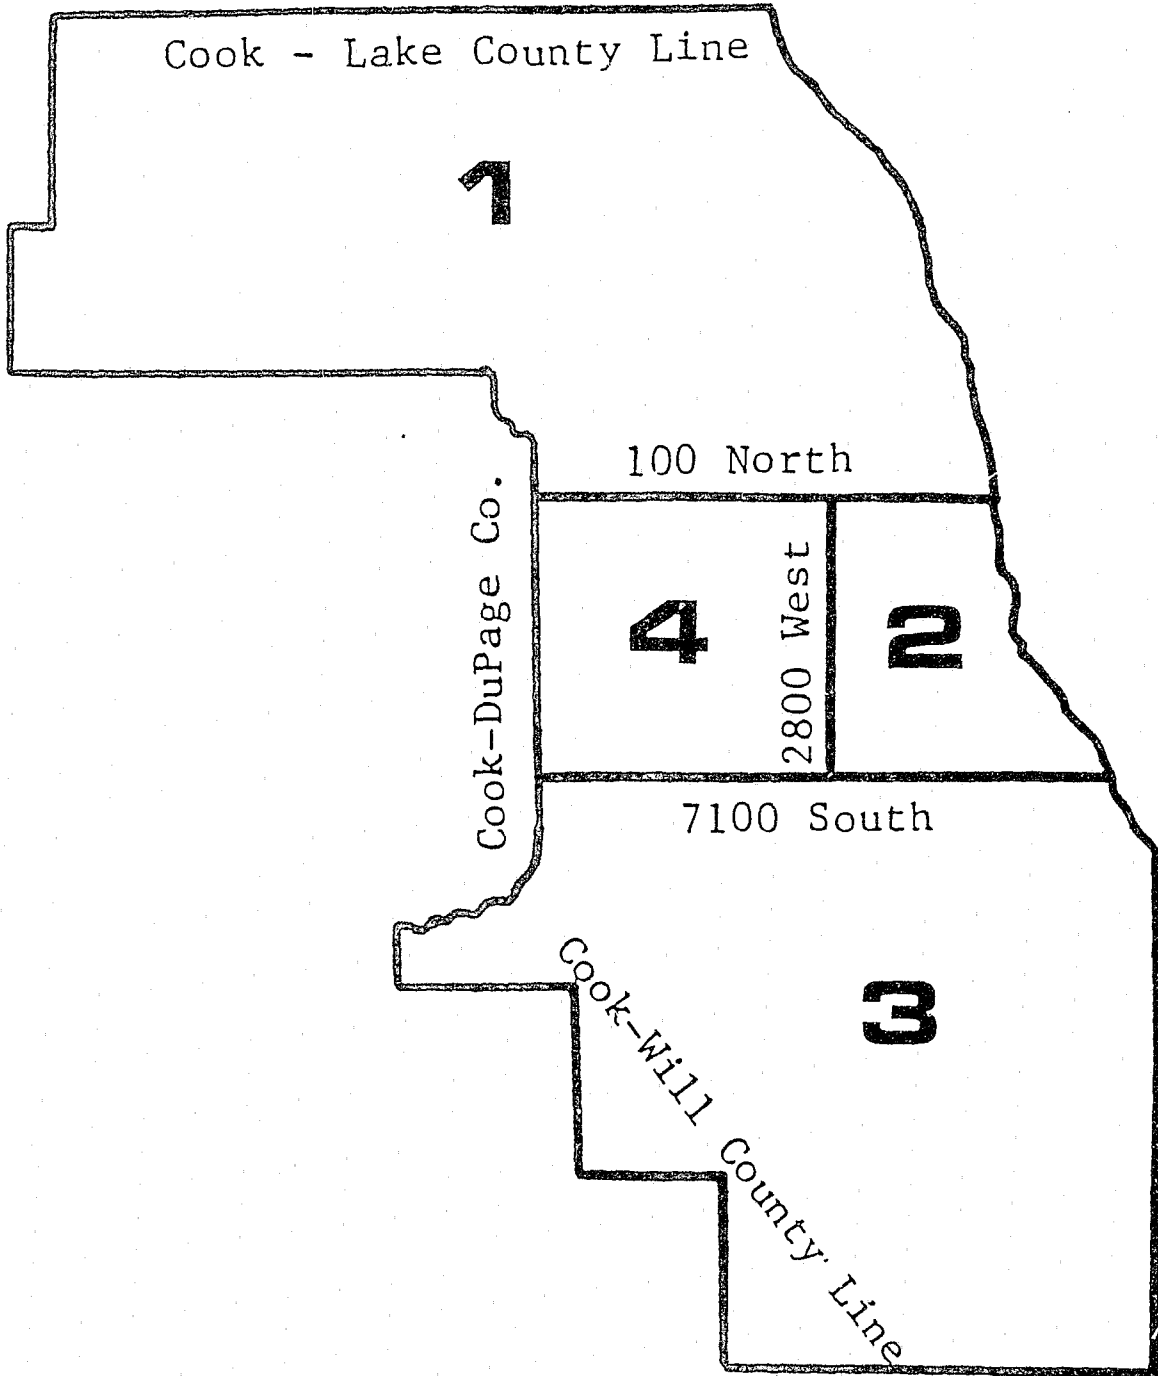 Cook - Lake County Line
1
100 North
Cook-DuPage Co.
4
2800 West
2
7100 South
3
Cook-Will County Line